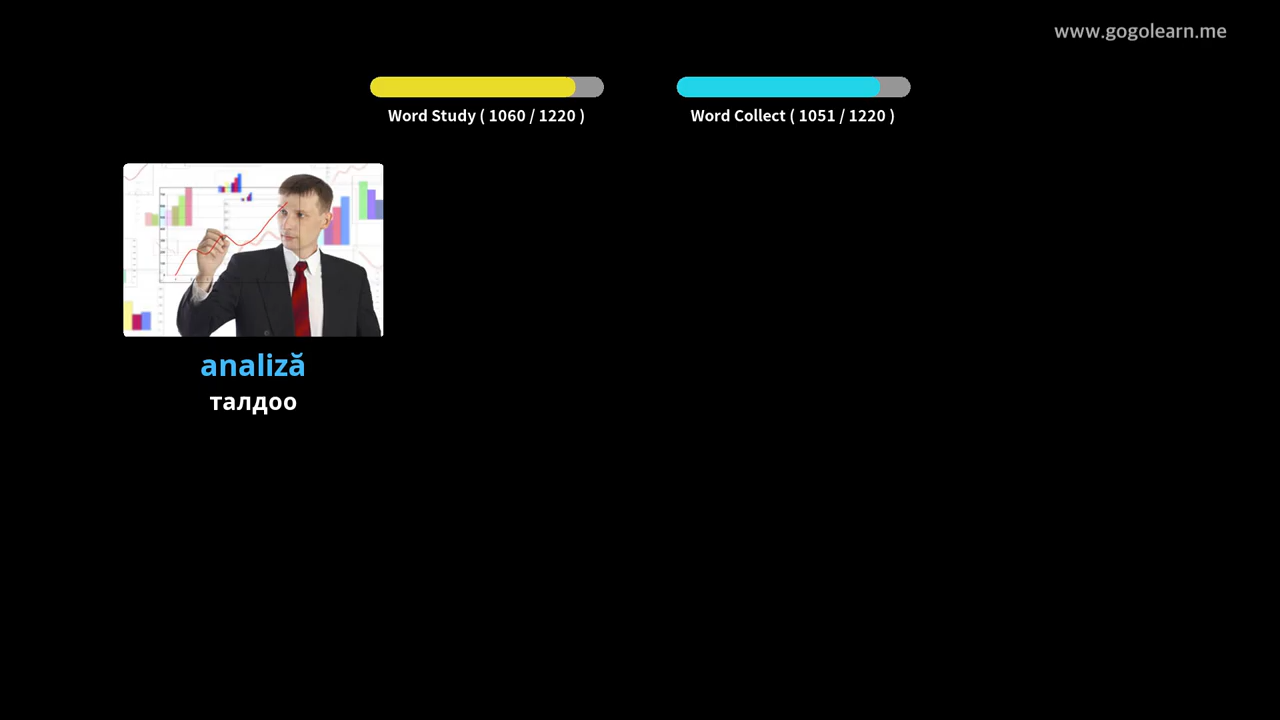 www.gogolearn.me
Word Study ( 1060 / 1220 )
Word Collect ( 1051 / 1220 )
analiză
талдоо